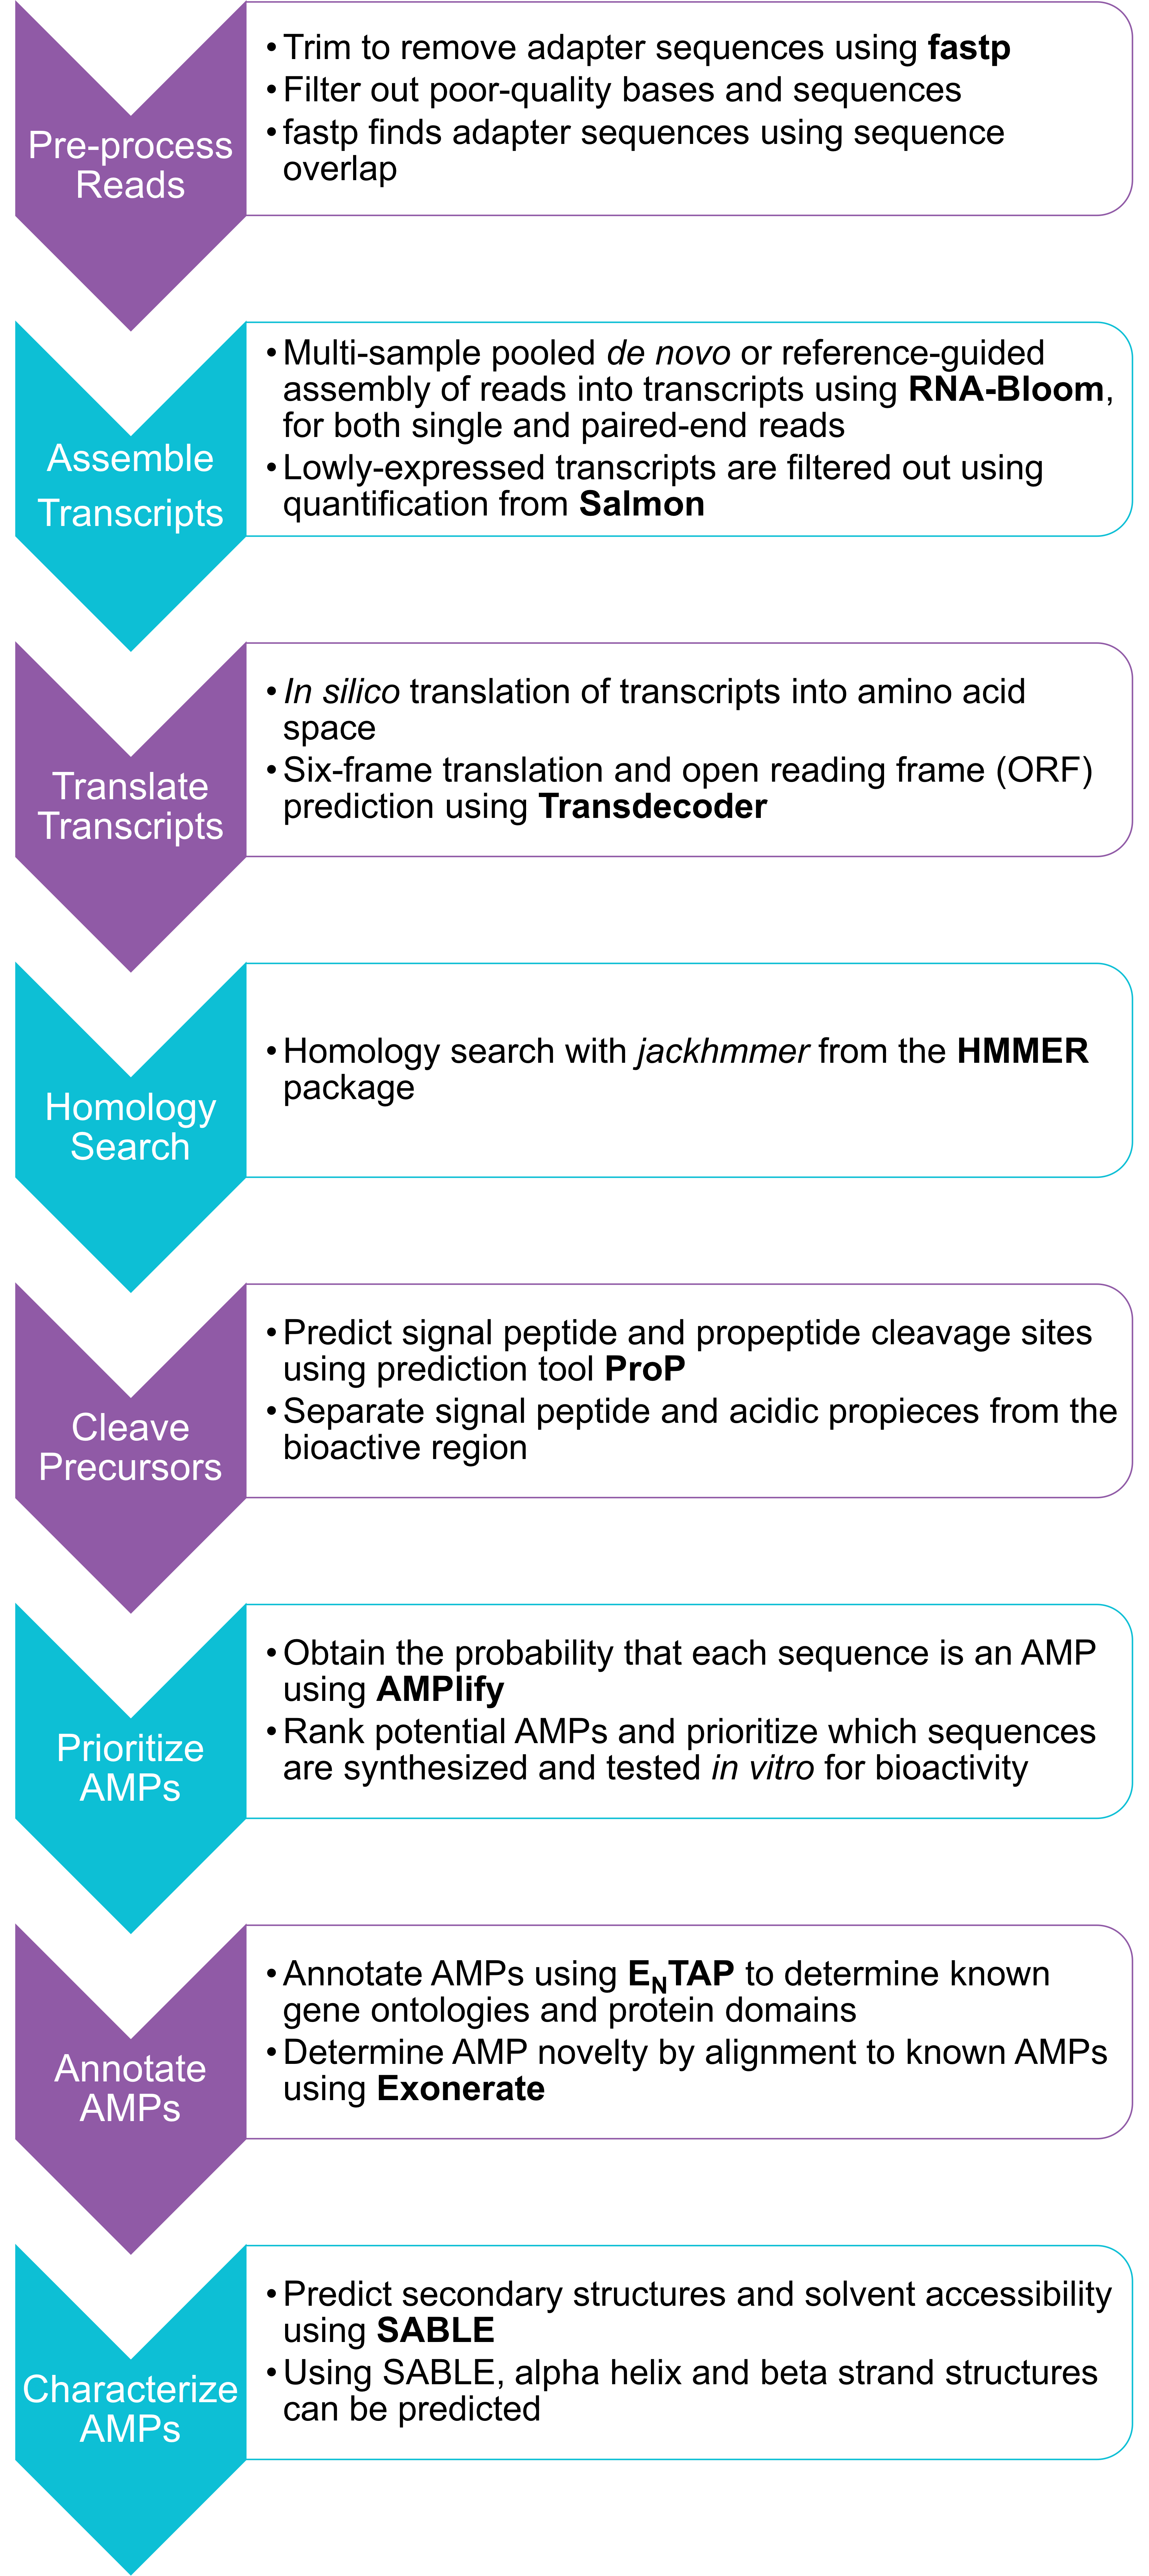 Pre-process
Reads
• Trim to remove adapter sequences using fastp
• Filter out poor-quality bases and sequences
• fastp finds adapter sequences using sequence
overlap
Assemble
Transcripts
• Multi-sample pooled de novo or reference-guided
assembly of reads into transcripts using RNA-Bloom,
for both single and paired-end reads
• Lowly-expressed transcripts are filtered out using
quantification from Salmon
Translate
Transcripts
• In silico translation of transcripts into amino acid
space
• Six-frame translation and open reading frame (ORF)
prediction using Transdecoder
Homology
Search
• Homology search with jackhmmer from the HMMER
package
Cleave
Precursors
• Predict signal peptide and propeptide cleavage sites
using prediction tool ProP
• Separate signal peptide and acidic propieces from the
bioactive region
Prioritize
AMPs
• Obtain the probability that each sequence is an AMP
using AMPlify
• Rank potential AMPs and prioritize which sequences
are synthesized and tested in vitro for bioactivity
Annotate
AMPs
• Annotate AMPs using ENTAP to determine known
gene ontologies and protein domains
• Determine AMP novelty by alignment to known AMPs
using Exonerate
Characterize
AMPs
• Predict secondary structures and solvent accessibility
using SABLE
• Using SABLE, alpha helix and beta strand structures
can be predicted